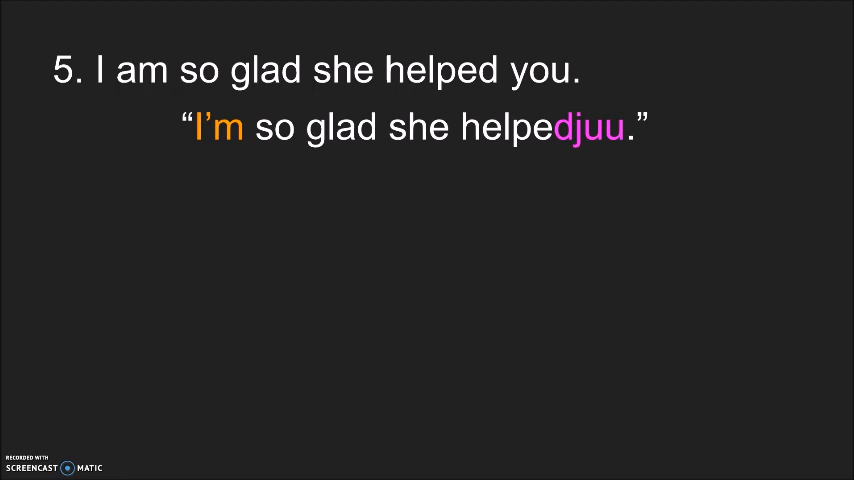 5. I am so glad she helped you.
“I’m so glad she helpedjuu.”
RECORDED WITH
SCREENCAST MATIC